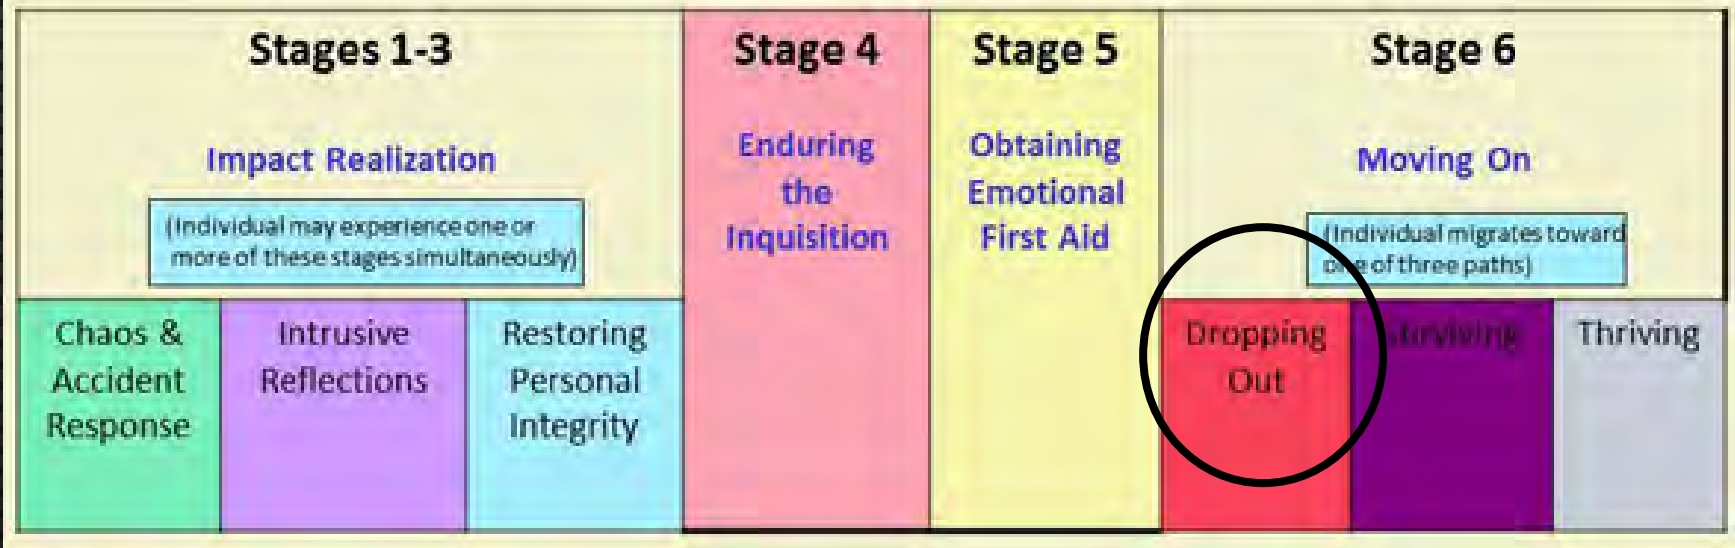 Stages 1-3
Impact Realization
(Individual may experience one or
more of these stages simultaneously)
Chaos &
Accident
Response
Intrusive
Reflections
Restoring
Personal
Integrity
Stage 4
Enduring
the
Inquisition
Stage 5
Obtaining
Emotional
First Aid
Stage 6
Moving On
(Individual migrates toward
one of three paths)
Dropping
Out
Surviving
Thriving